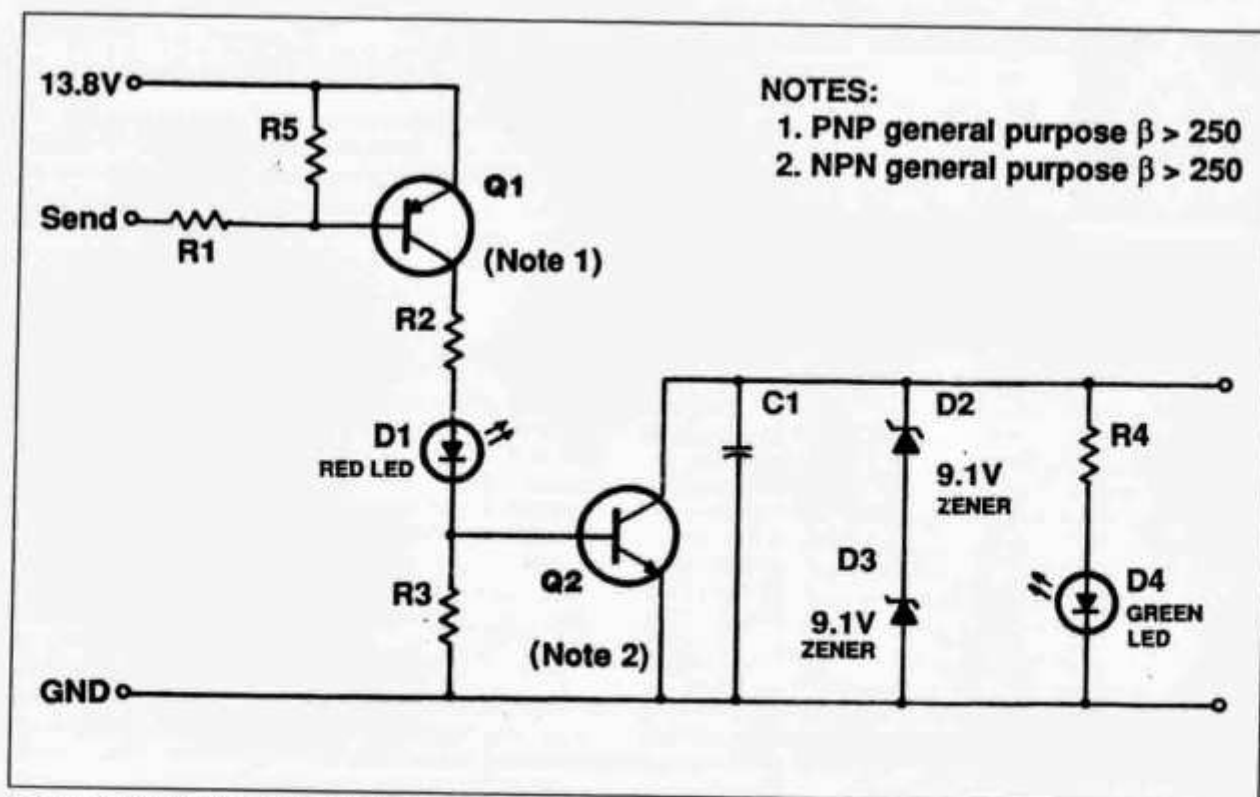 13.8V
NOTES:
1. PNP general purpose β > 250
2. NPN general purpose β > 250
R5
Q1
Send
R1
(Note 1)
R2
D1
RED LED
C1
D2
R4
9.1V
ZENER
Q2
D3
R3
9.1V
ZENER
D4
GREEN
LED
(Note 2)
GND